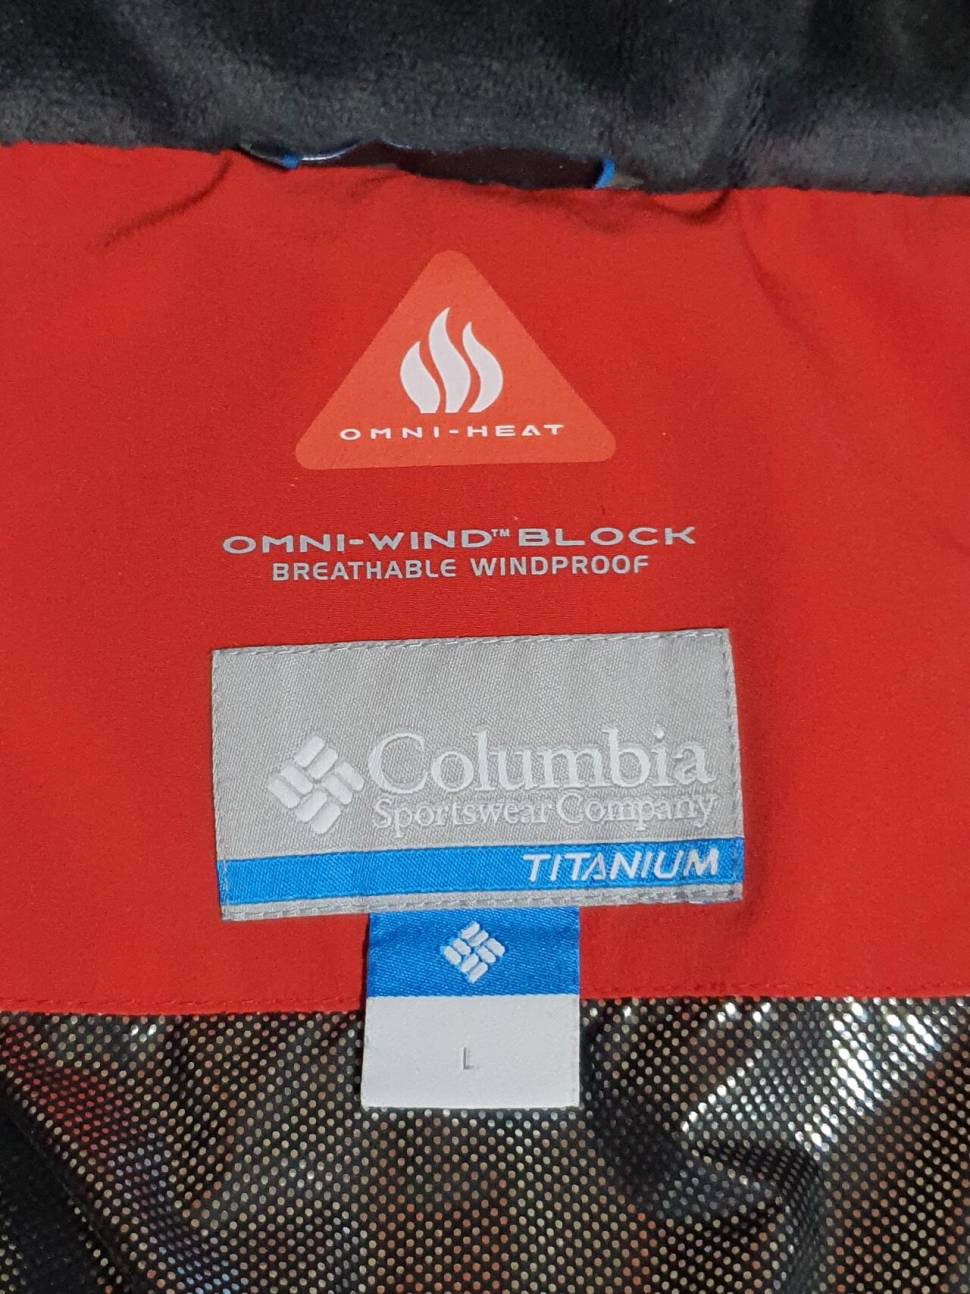 OMNI-HEAT
OMNI-WIND™ BLOCK
BREATHABLE WINDPROOF
Columbia
Sportswear Company
TITANIUM
L